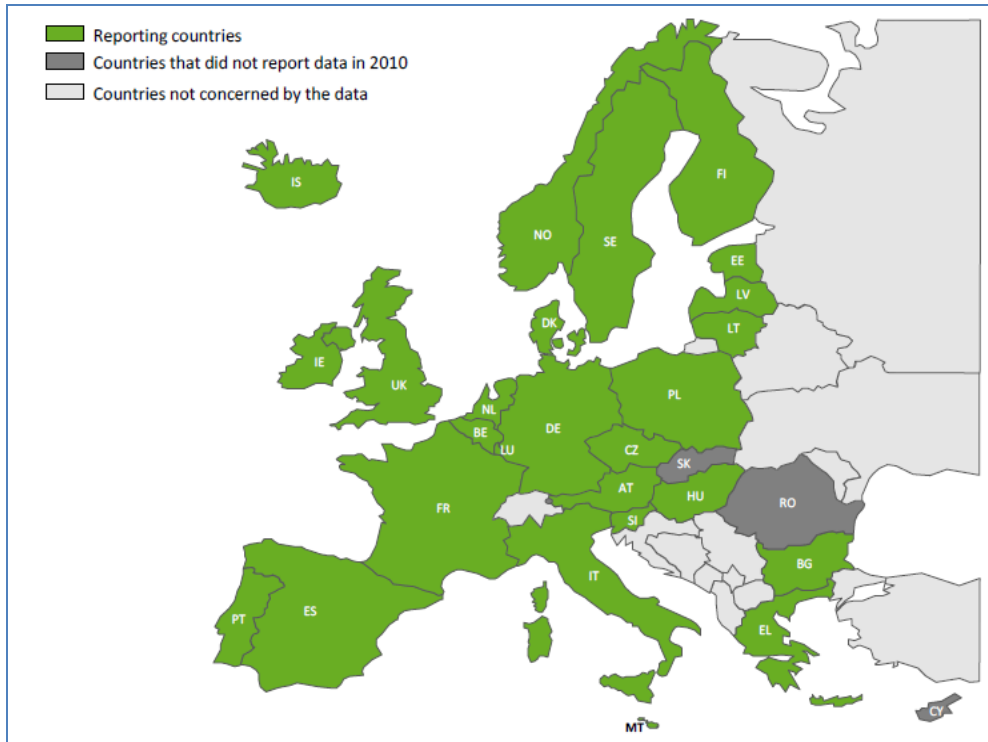 Reporting countries
Countries that did not report data in 2010
Countries not concerned by the data
IS
FI
NO
SE
EE
LV
DK
LT
IE
UK
NL
PL
BE
DE
LU
CZ
SK
AT
HU
FR
RO
SI
BG
IT
ES
PT
EL
CY
MT